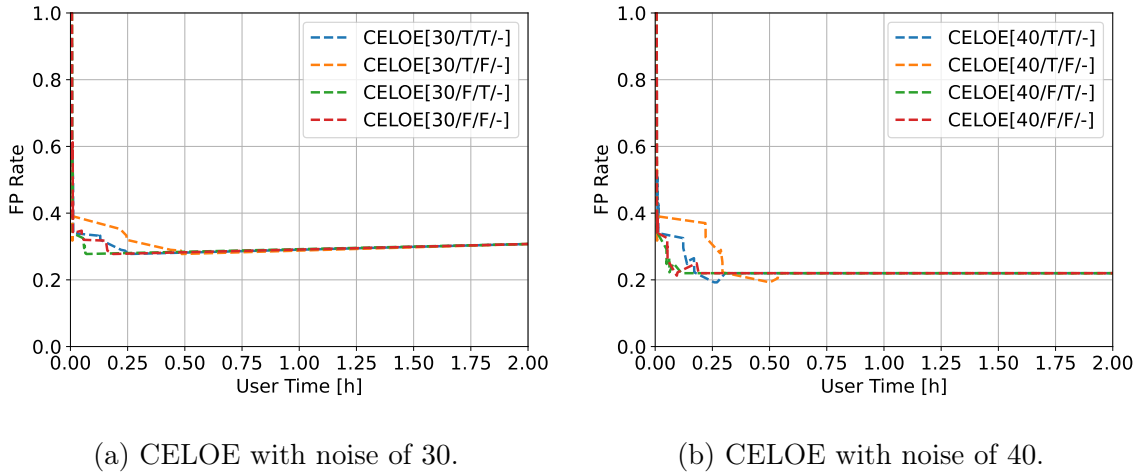 1.0
0.8
0.6
0.4
0.2
0.0
FP Rate
CELOE[30/T/T/-]
CELOE[30/T/F/-]
CELOE[30/F/T/-]
CELOE[30/F/F/-]
0.00 0.25 0.50 0.75 1.00 1.25 1.50 1.75 2.00
User Time [h]
(a) CELOE with noise of 30.
1.0
0.8
0.6
0.4
0.2
0.0
FP Rate
CELOE[40/T/T/-]
CELOE[40/T/F/-]
CELOE[40/F/T/-]
CELOE[40/F/F/-]
0.00 0.25 0.50 0.75 1.00 1.25 1.50 1.75 2.00
User Time [h]
(b) CELOE with noise of 40.